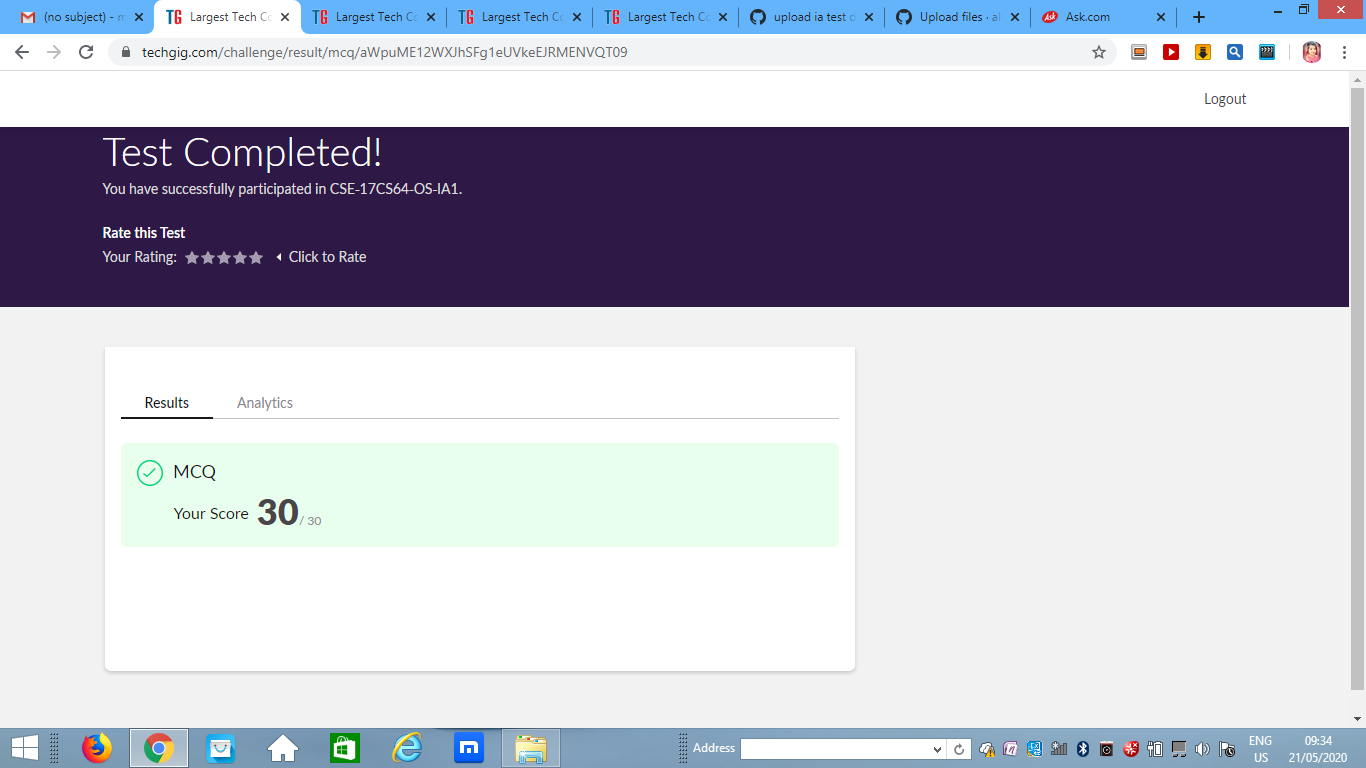 (no subject) - m
Largest Tech Co
Largest Tech Co
Largest Tech Co
Largest Tech Co
upload ia test d
Upload files · al
Ask.com
techgig.com/challenge/result/mcq/aWpuME12WXJhSFg1eUVkeEJRMENVQT09
Logout
Test Completed!
You have successfully participated in CSE-17CS64-OS-IA1.
Rate this Test
Your Rating:
Click to Rate
Results
Analytics
MCQ
Your Score 30 / 30
Address
ENG
US
09:34
21/05/2020